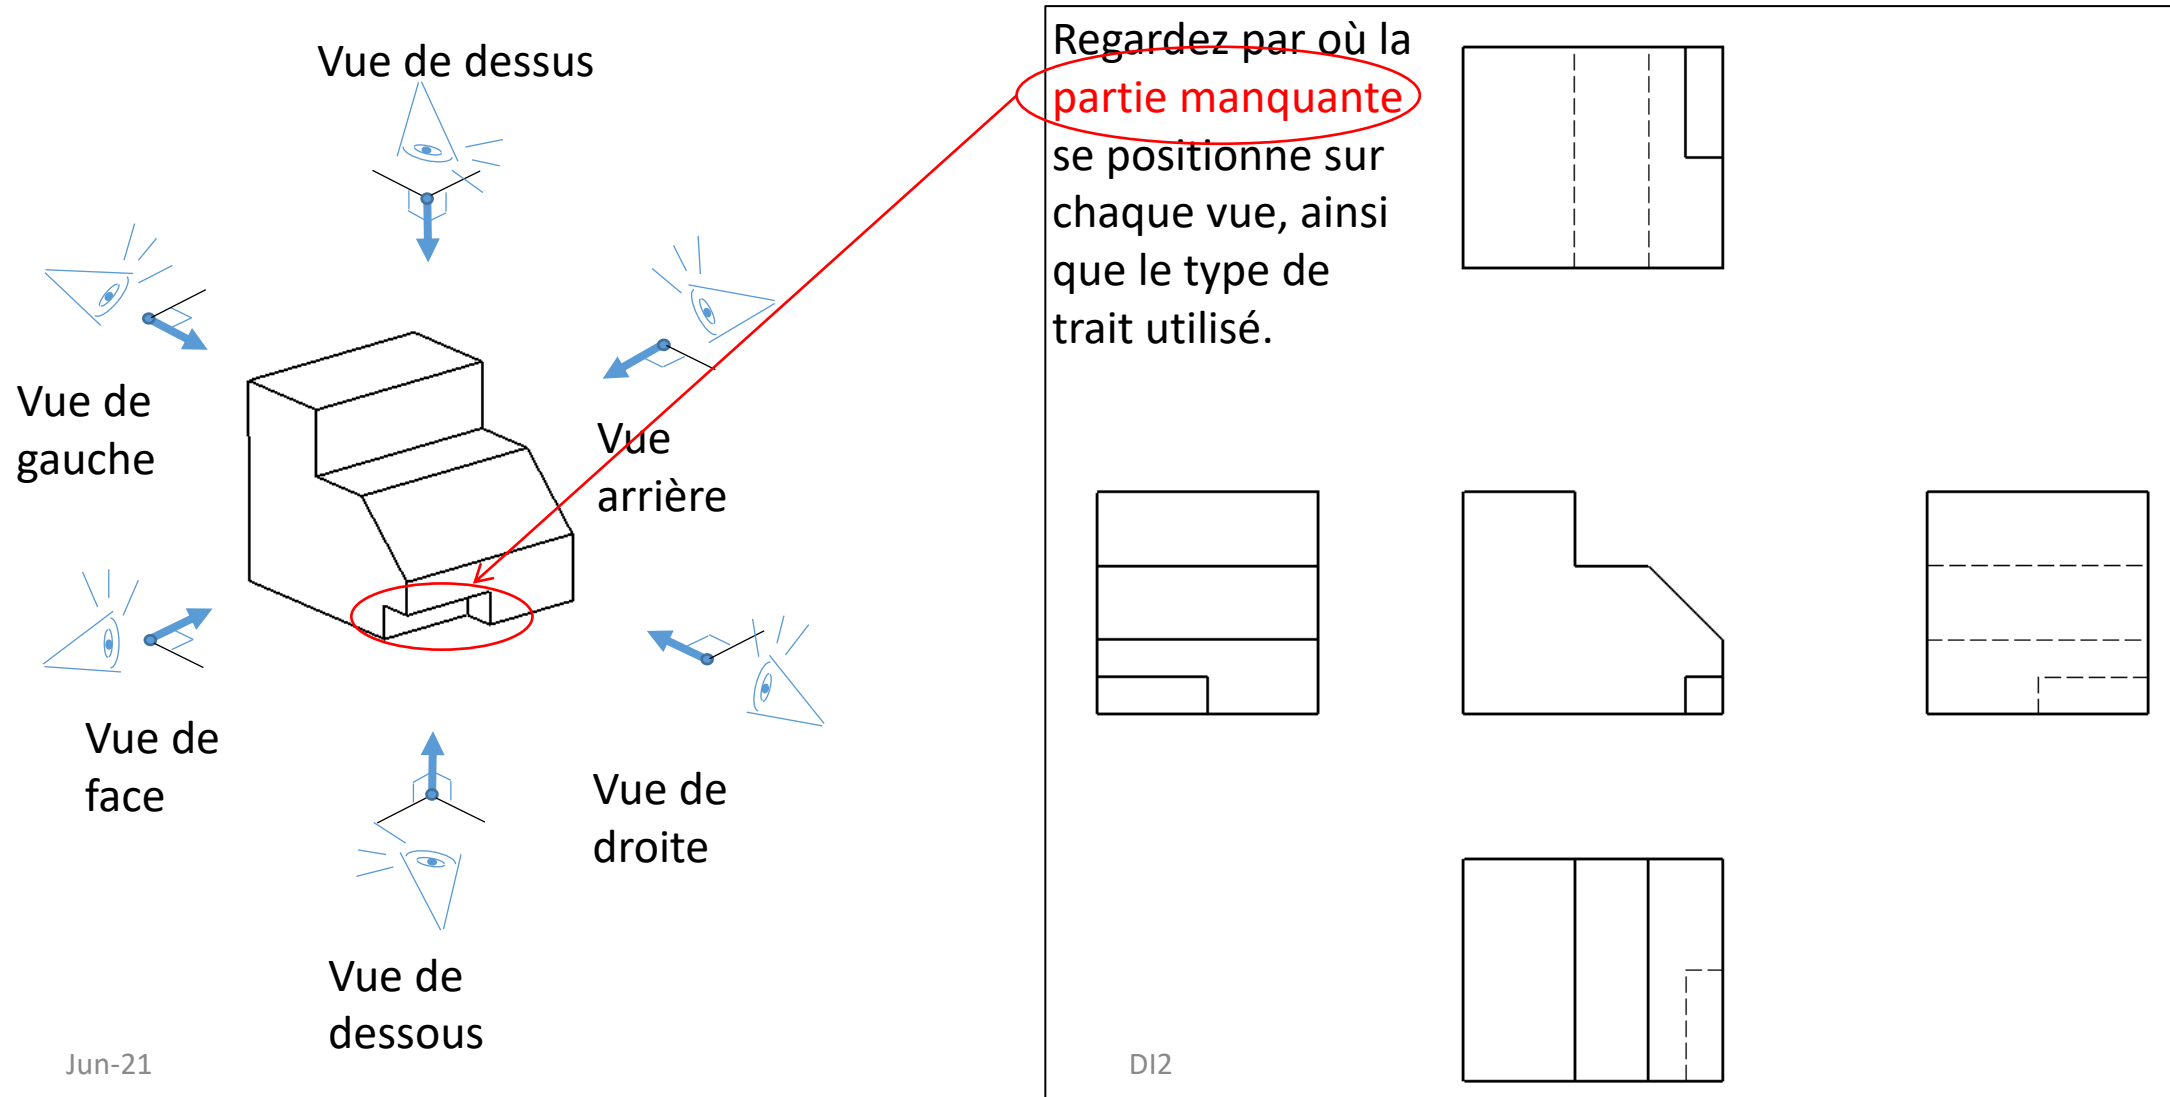 Vue de dessus
Vue de
gauche
Vue
arrière
Vue de
face
Vue de
droite
Vue de
dessous
Jun-21
Regardez par où la
partie manquante
se positionne sur
chaque vue, ainsi
que le type de
trait utilisé.
DI2